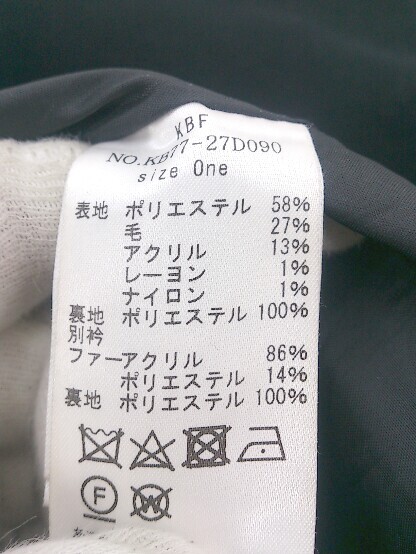 KBF
NO.KB77-27D090
size One
表地 ポリエステル 58%
毛 27%
アクリル 13%
レーヨン 1%
ナイロン 1%
裏地 ポリエステル 100%
別衿
ファーアクリル 86%
ポリエステル 14%
裏地 ポリエステル 100%
F
W